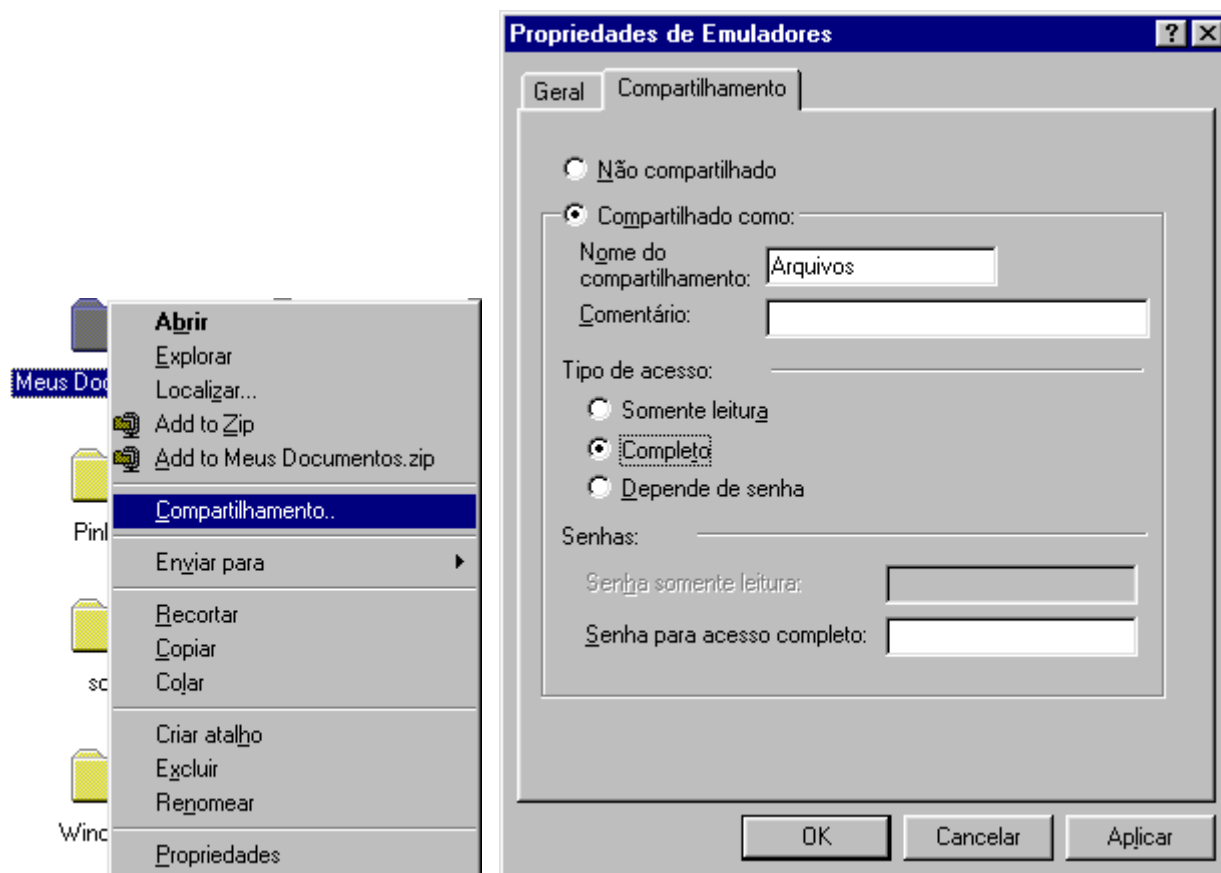 Meus Doc
Pinl
sc
Winc
Abrir
Explorar
Localizar...
Add to Zip
Add to Meus Documentos.zip
Compartilhamento..
Enviar para
Recortar
Copiar
Colar
Criar atalho
Excluir
Renomear
Propriedades
Propriedades de Emuladores
Geral
Compartilhamento
Não compartilhado
Compartilhado como:
Nome do
compartilhamento:
Arquivos
Comentário:
Tipo de acesso:
Somente leitura
Completo
Depende de senha
Senhas:
Senha somente leitura:
Senha para acesso completo:
OK
Cancelar
Aplicar